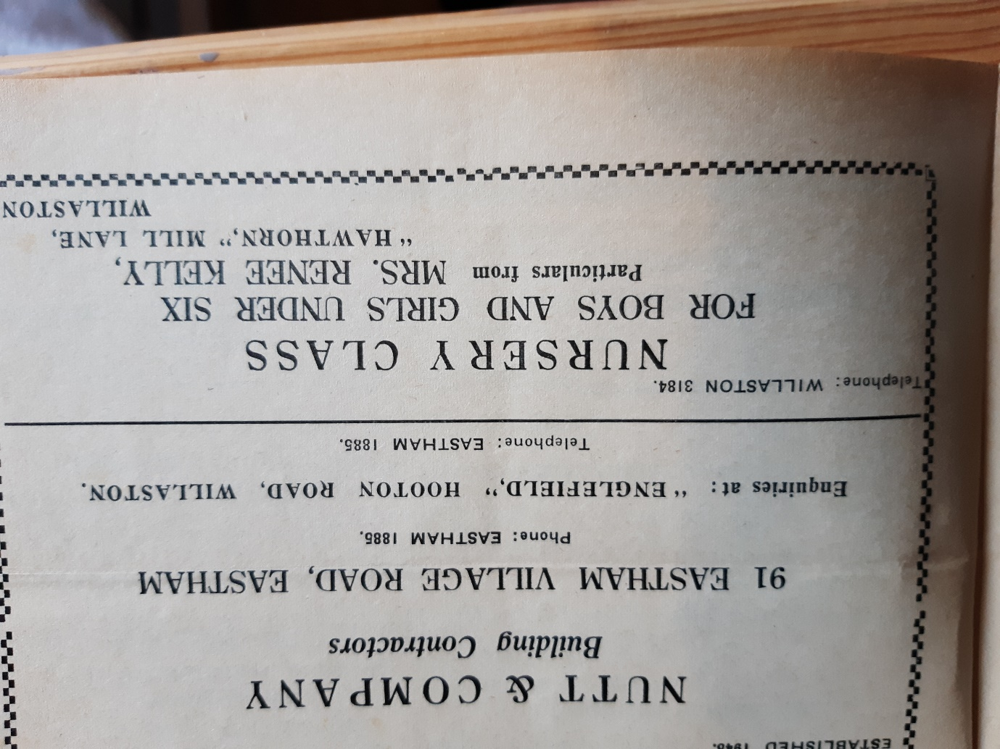 ESTABLISHED 1946.
NUTT & COMPANY
Building Contractors
91 EASTHAM VILLAGE ROAD, EASTHAM
Phone: EASTHAM 1885.
Enquiries at: "ENGLEFIELD," HOOTON ROAD, WILLASTON.
Telephone: EASTHAM 1885.
Telephone: WILLASTON 3184.
NURSERY CLASS
FOR BOYS AND GIRLS UNDER SIX
Particulars from MRS. RENEE KELLY,
"HAWTHORN," MILL LANE,
WILLASTON